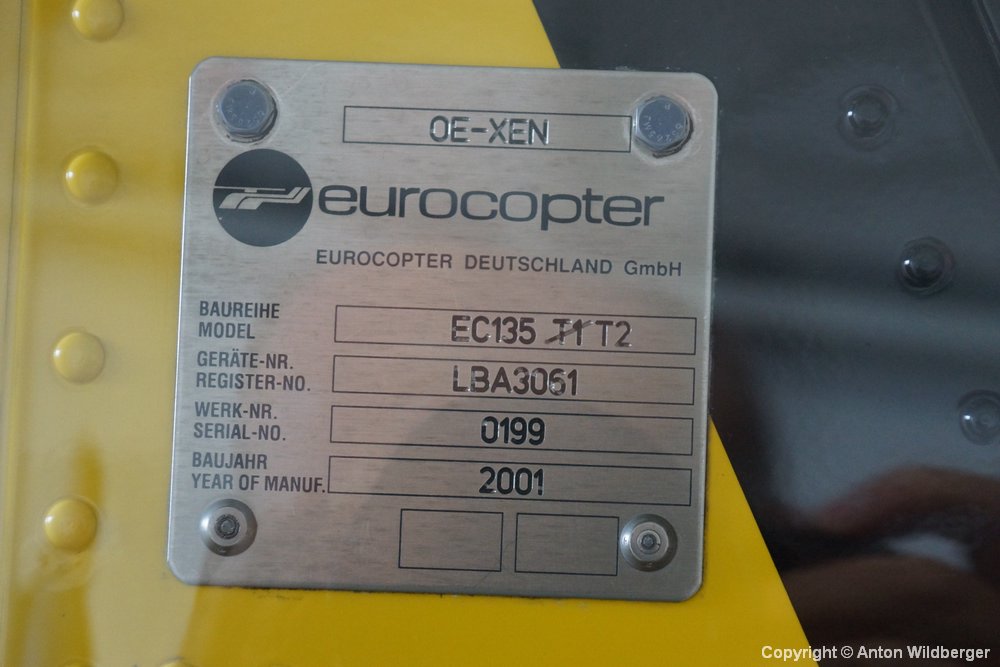 OE-XEN
eurocopter
EUROCOPTER DEUTSCHLAND GmbH
BAUREIHE
MODEL
EC135 T1 T2
GERÄTE-NR.
REGISTER-NO.
LBA3061
WERK-NR.
SERIAL-NO.
0199
BAUJAHR
YEAR OF MANUF.
2001
Copyright © Anton Wildberger